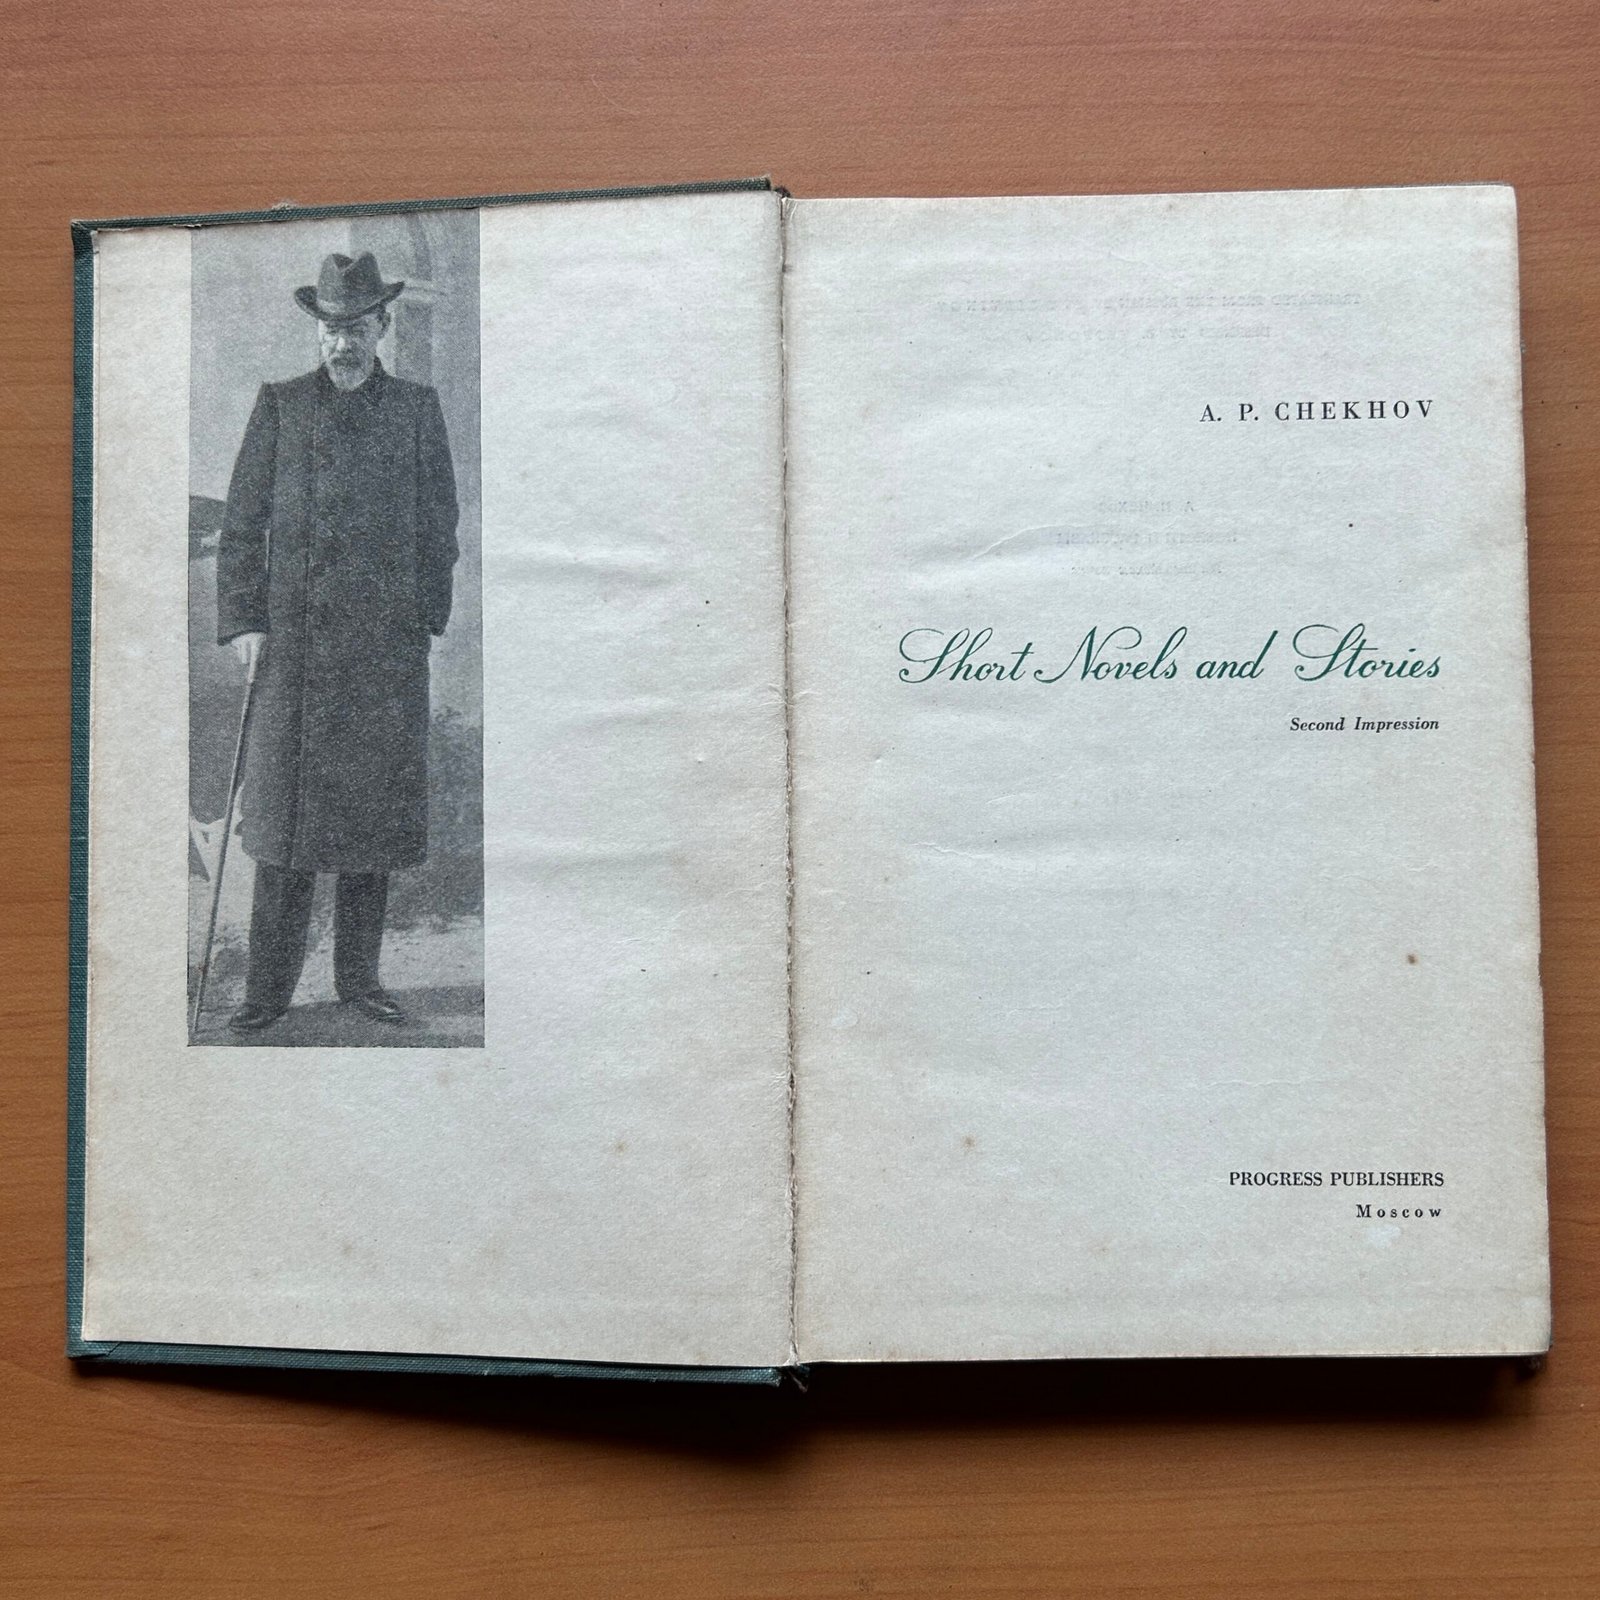 A. P. CHEKHOV
Short Novels and Stories
Second Impression
PROGRESS PUBLISHERS
Moscow